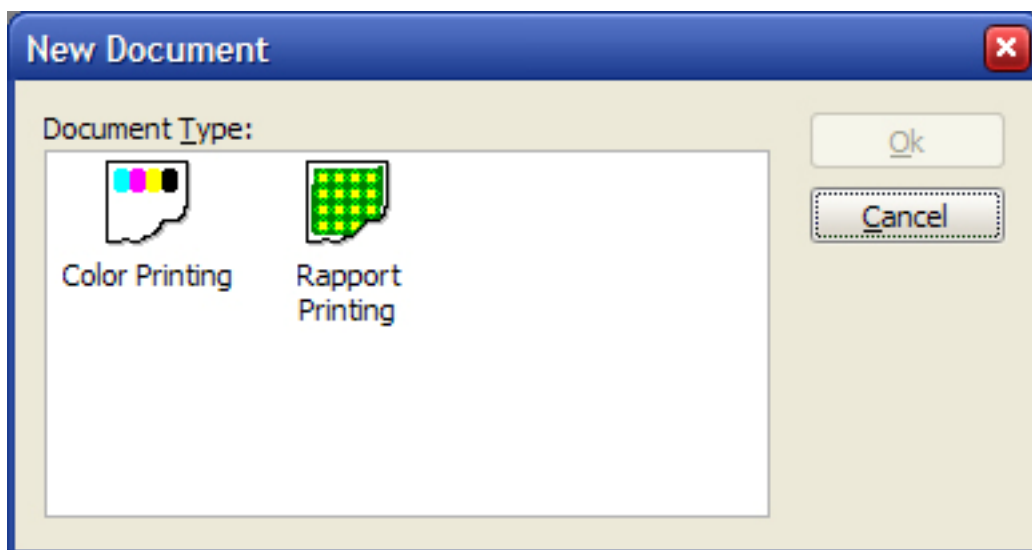 New Document
Document Type:
Ok
Cancel
Color Printing
Rapport
Printing